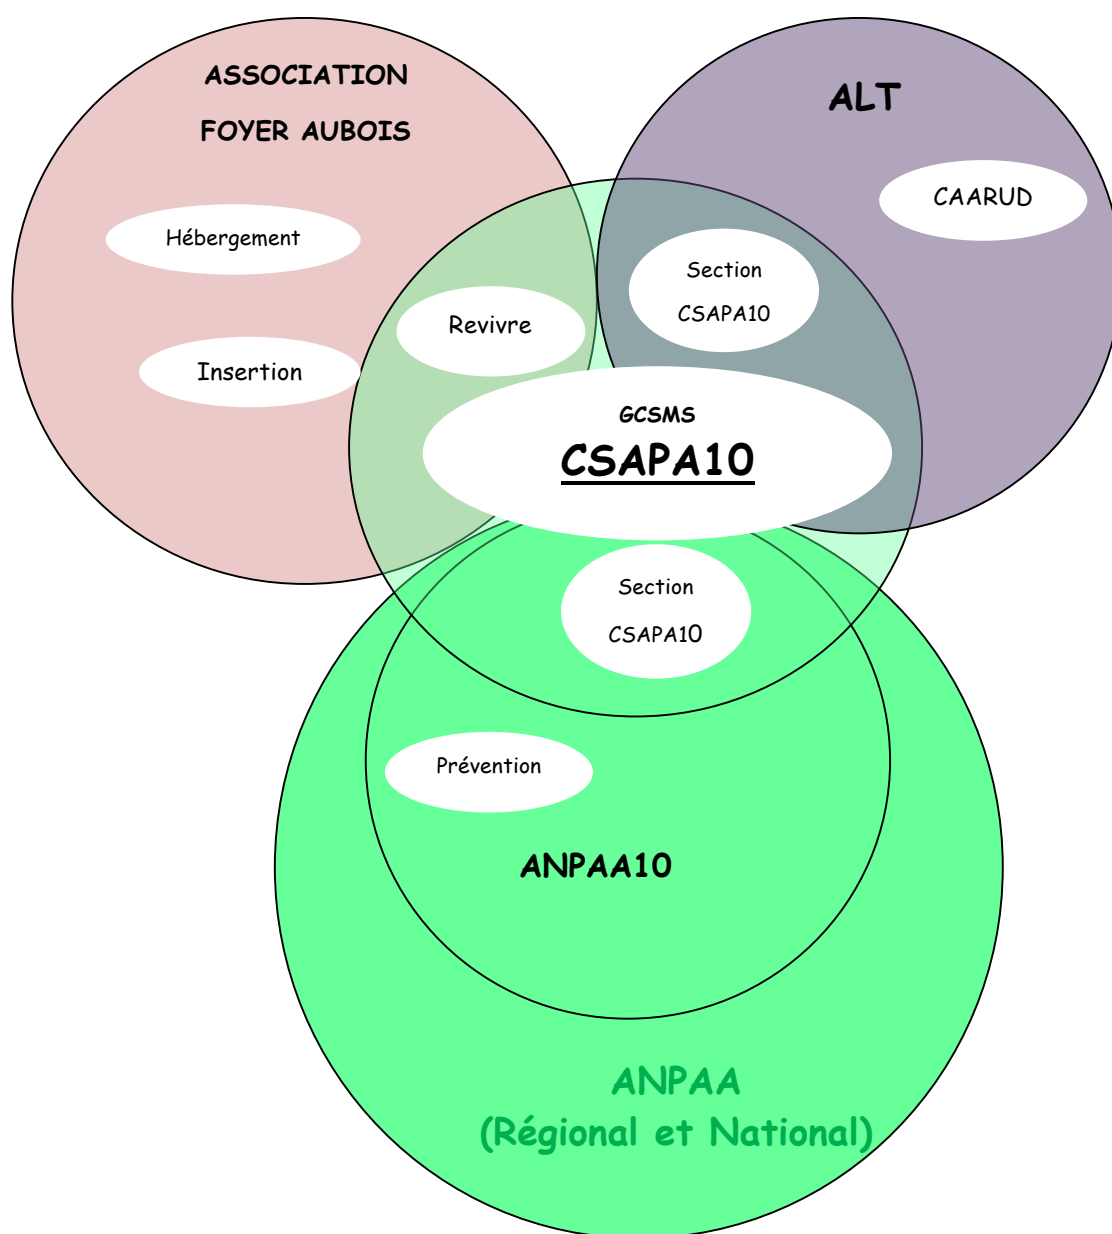 ASSOCIATION
FOYER AUBOIS
ALT
CAARUD
Hébergement
Section
CSAPA10
Revivre
Insertion
GCSMS
CSAPA10
Section
CSAPA10
Prévention
ANPAA10
ANPAA
(Régional et National)